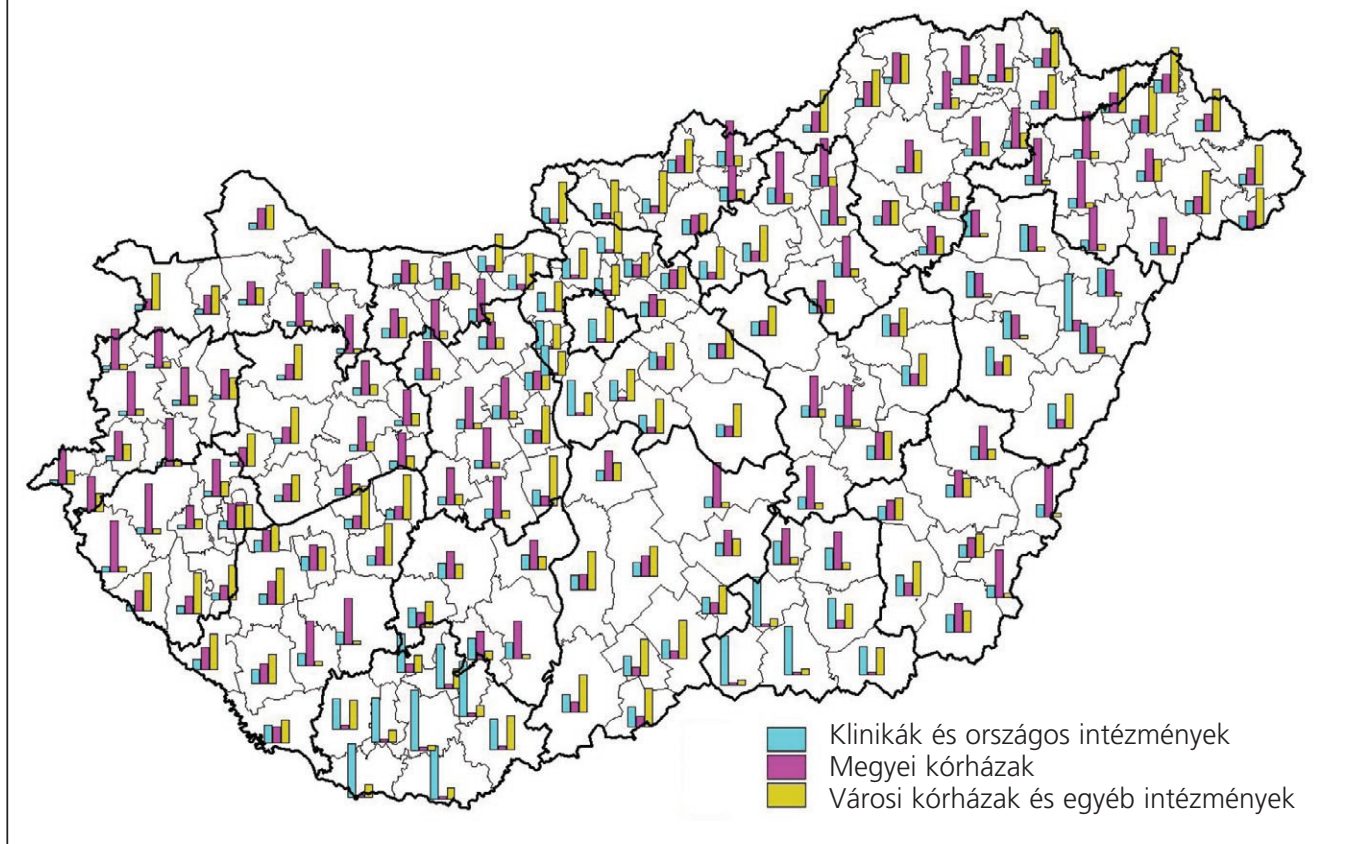 Klinikák és országos intézmények
Megyei kórházak
Városi kórházak és egyéb intézmények